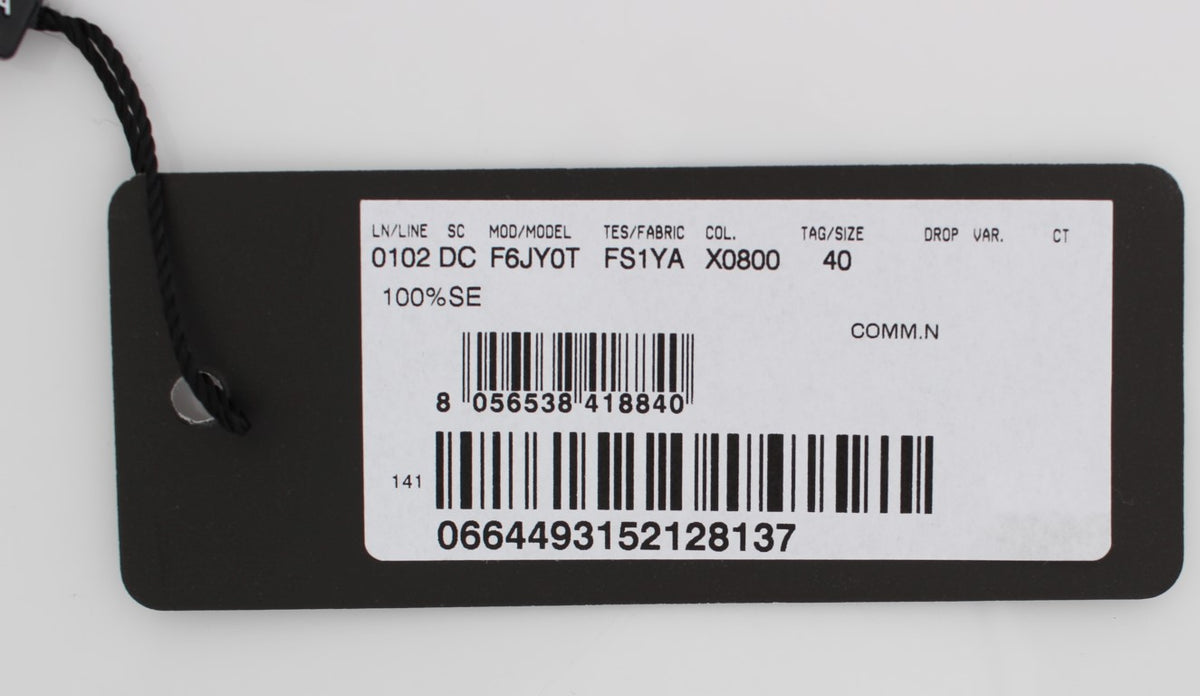 LN/LINE SC MOD/MODEL TES/FABRIC COL. TAG/SIZE DROP VAR. CT
0102 DC F6JY0T FS1YA X0800 40
100%SE
COMM.N
8 056538 418840
141
0664493152128137